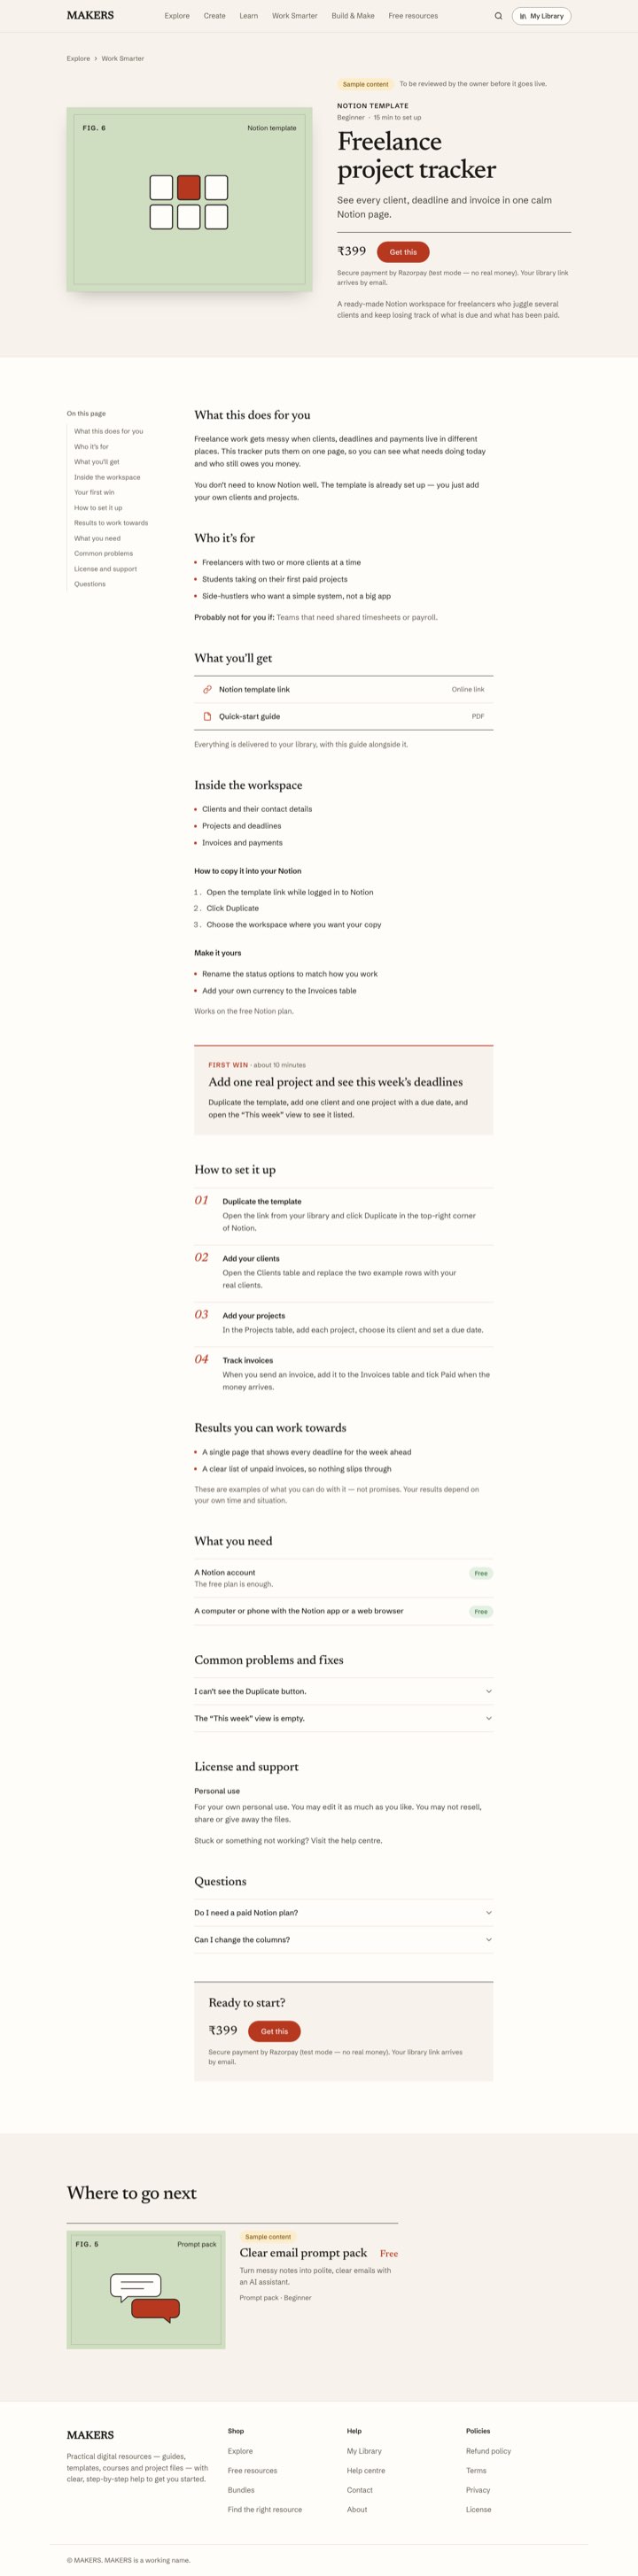 MAKERS
Explore
Create
Learn
Work Smarter
Build & Make
Free resources
My Library
Explore > Work Smarter
FIG. 6
Notion template
Sample content To be reviewed by the owner before it goes live.
NOTION TEMPLATE
Beginner · 15 min to set up
Freelance
project tracker
See every client, deadline and invoice in one calm
Notion page.
₹399
Get this
Secure payment by Razorpay (test mode — no real money). Your library link
arrives by email.
A ready-made Notion workspace for freelancers who juggle several
clients and keep losing track of what is due and what has been paid.
On this page
What this does for you
Who it's for
What you'll get
Inside the workspace
Your first win
How to set it up
Results to work towards
What you need
Common problems
License and support
Questions
What this does for you
Freelance work gets messy when clients, deadlines and payments live in different
places. This tracker puts them on one page, so you can see what needs doing today
and who still owes you money.
You don't need to know Notion well. The template is already set up — you just add
your own clients and projects.
Who it's for
Freelancers with two or more clients at a time
Students taking on their first paid projects
Side-hustlers who want a simple system, not a big app
Probably not for you if: Teams that need shared timesheets or payroll.
What you'll get
Notion template link
Online link
Quick-start guide
PDF
Everything is delivered to your library, with this guide alongside it.
Inside the workspace
Clients and their contact details
Projects and deadlines
Invoices and payments
How to copy it into your Notion
1. Open the template link while logged in to Notion
2. Click Duplicate
3. Choose the workspace where you want your copy
Make it yours
Rename the status options to match how you work
Add your own currency to the Invoices table
Works on the free Notion plan.
FIRST WIN · about 10 minutes
Add one real project and see this week's deadlines
Duplicate the template, add one client and one project with a due date, and
open the "This week" view to see it listed.
How to set it up
01 Duplicate the template
Open the link from your library and click Duplicate in the top-right corner
of Notion.
02 Add your clients
Open the Clients table and replace the two example rows with your
real clients.
03 Add your projects
In the Projects table, add each project, choose its client and set a due date.
04 Track invoices
When you send an invoice, add it to the Invoices table and tick Paid when the
money arrives.
Results you can work towards
A single page that shows every deadline for the week ahead
A clear list of unpaid invoices, so nothing slips through
These are examples of what you can do with it — not promises. Your results depend on
your own time and situation.
What you need
A Notion account
Free
The free plan is enough.
A computer or phone with the Notion app or a web browser
Free
Common problems and fixes
I can't see the Duplicate button.
The "This week" view is empty.
License and support
Personal use
For your own personal use. You may edit it as much as you like. You may not resell,
share or give away the files.
Stuck or something not working? Visit the help centre.
Questions
Do I need a paid Notion plan?
Can I change the columns?
Ready to start?
₹399
Get this
Secure payment by Razorpay (test mode — no real money). Your library link arrives
by email.
Where to go next
FIG. 5
Prompt pack
Sample content
Clear email prompt pack
Free
Turn messy notes into polite, clear emails with
an AI assistant.
Prompt pack · Beginner
MAKERS
Practical digital resources — guides,
templates, courses and project files — with
clear, step-by-step help to get you started.
Shop
Explore
Free resources
Bundles
Find the right resource
Help
My Library
Help centre
Contact
About
Policies
Refund policy
Terms
Privacy
License
© MAKERS. MAKERS is a working name.